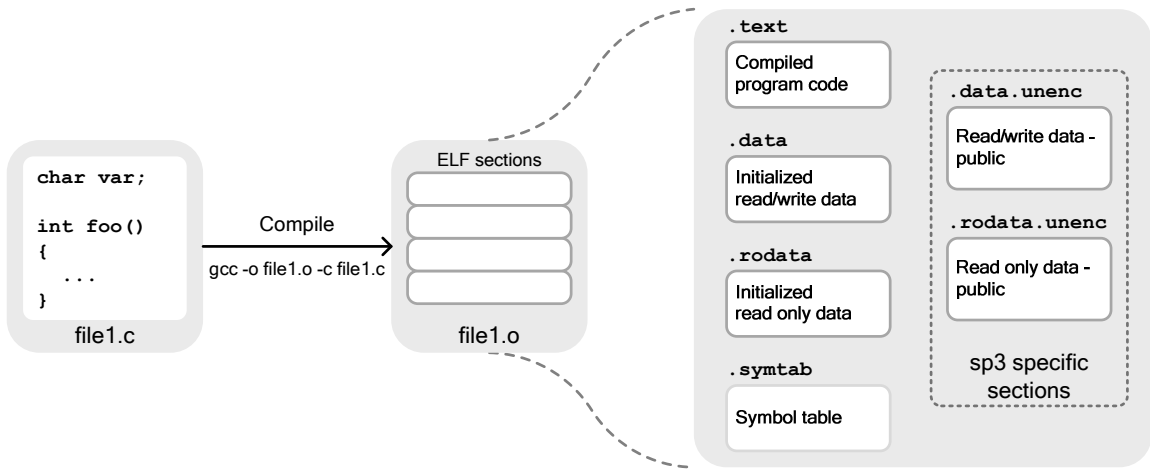 char var;
int foo()
{
...
}
file1.c
Compile
gcc -o file1.o -c file1.c
ELF sections
file1.o
.text
Compiled
program code
.data
Initialized
read/write data
.rodata
Initialized
read only data
.symtab
Symbol table
.data.unenc
Read/write data -
public
.rodata.unenc
Read only data -
public
sp3 specific
sections